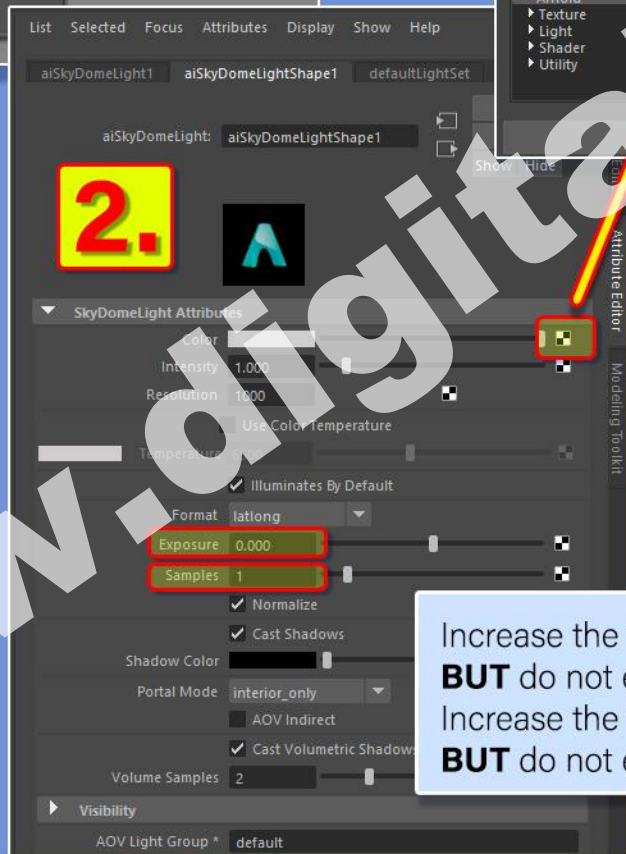 Arnold
Texture
Light
Shader
Utility
List Selected Focus Attributes Display Show Help
aiSkyDomeLight1 aiSkyDomeLightShape1 defaultLightSet
aiSkyDomeLight: aiSkyDomeLightShape1
Show Hide
2.
Attribute Editor
Modeling Toolkit
SkyDomeLight Attributes
Color
Intensity 1.000
Resolution 1000
Use Color Temperature
Temperature
Illuminates By Default
Format latlong
Exposure 0.000
Samples 1
Normalize
Cast Shadows
Shadow Color
Portal Mode interior_only
AOV Indirect
Cast Volumetric Shadows
Volume Samples 2
Visibility
AOV Light Group * default
Increase the
BUT do not
Increase the
BUT do not
w.digita